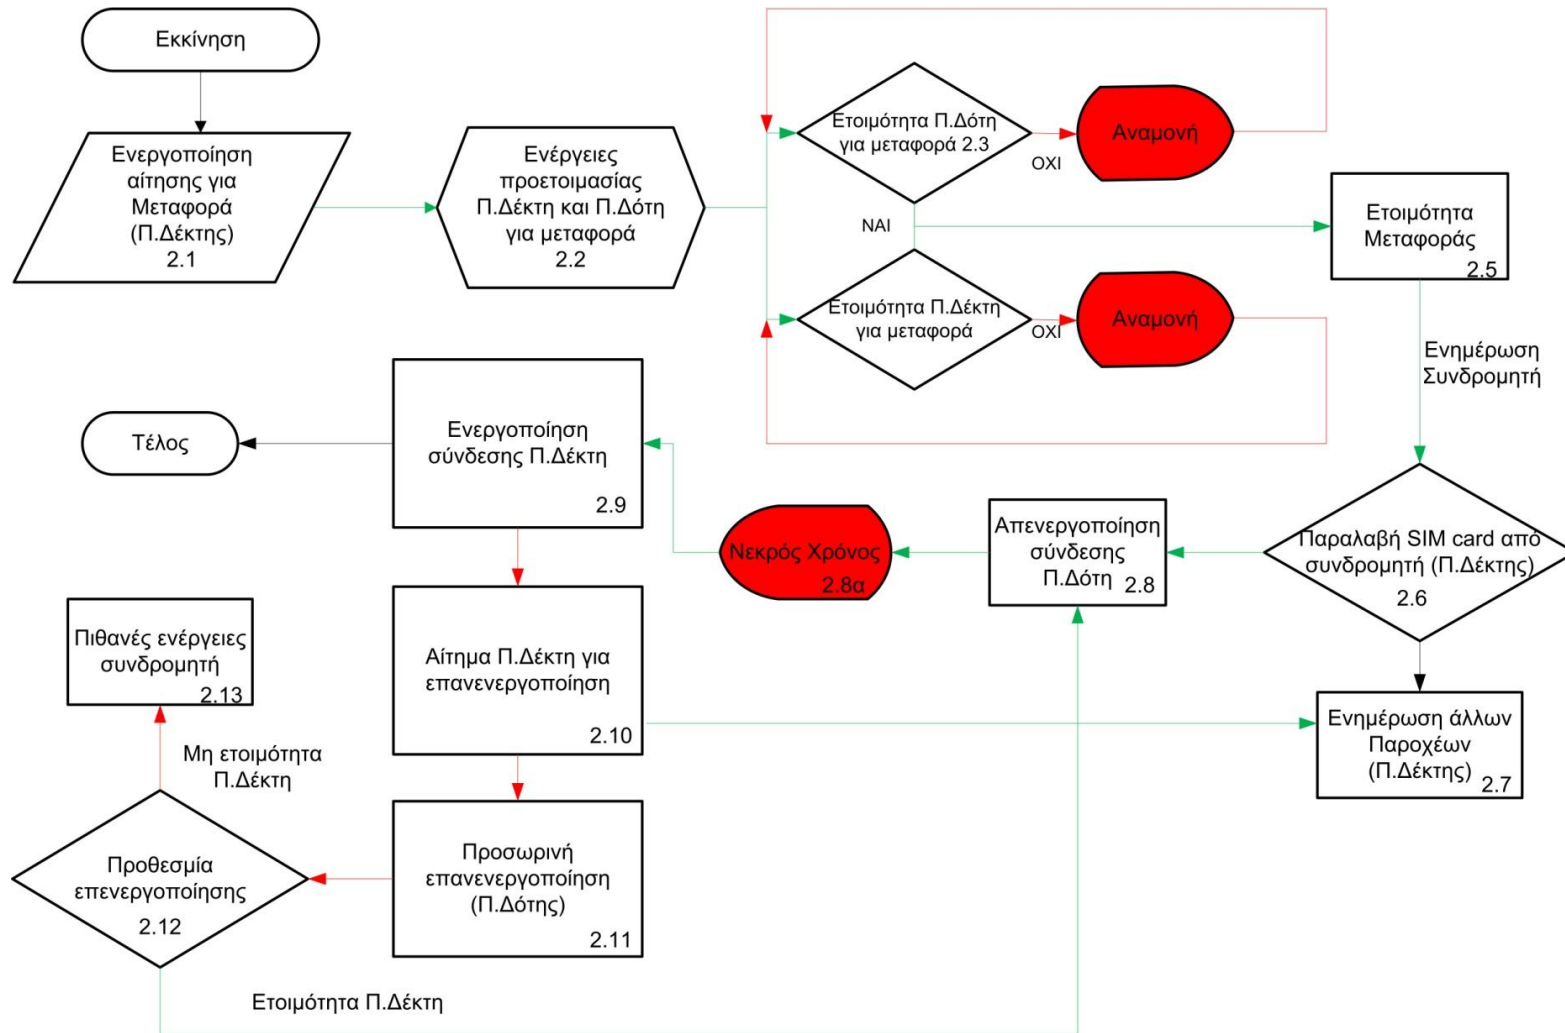 Εκκίνηση
Ενεργοποίηση
αίτησης για
Μεταφορά
(Π.Δέκτης)
2.1
Ενέργειες
προετοιμασίας
Π.Δέκτη και Π.Δότη
για μεταφορά
2.2
Ετοιμότητα Π.Δότη
για μεταφορά 2.3
ΟΧΙ
Αναμονή
ΝΑΙ
Ετοιμότητα Π.Δέκτη
για μεταφορά
ΟΧΙ
Αναμονή
Ετοιμότητα
Μεταφοράς
2.5
Ενημέρωση
Συνδρομητή
Παραλαβή SIM card από
συνδρομητή (Π.Δέκτης)
2.6
Ενημέρωση άλλων
Παροχέων
(Π.Δέκτης)
2.7
Απενεργοποίηση
σύνδεσης
Π.Δότη
2.8
Νεκρός Χρόνος
2.8α
Ενεργοποίηση
σύνδεσης Π.Δέκτη
2.9
Τέλος
Αίτημα Π.Δέκτη για
επανενεργοποίηση
2.10
Προσωρινή
επανενεργοποίηση
(Π.Δότης)
2.11
Προθεσμία
επενεργοποίησης
2.12
Μη ετοιμότητα
Π.Δέκτη
Πιθανές ενέργειες
συνδρομητή
2.13
Ετοιμότητα Π.Δέκτη